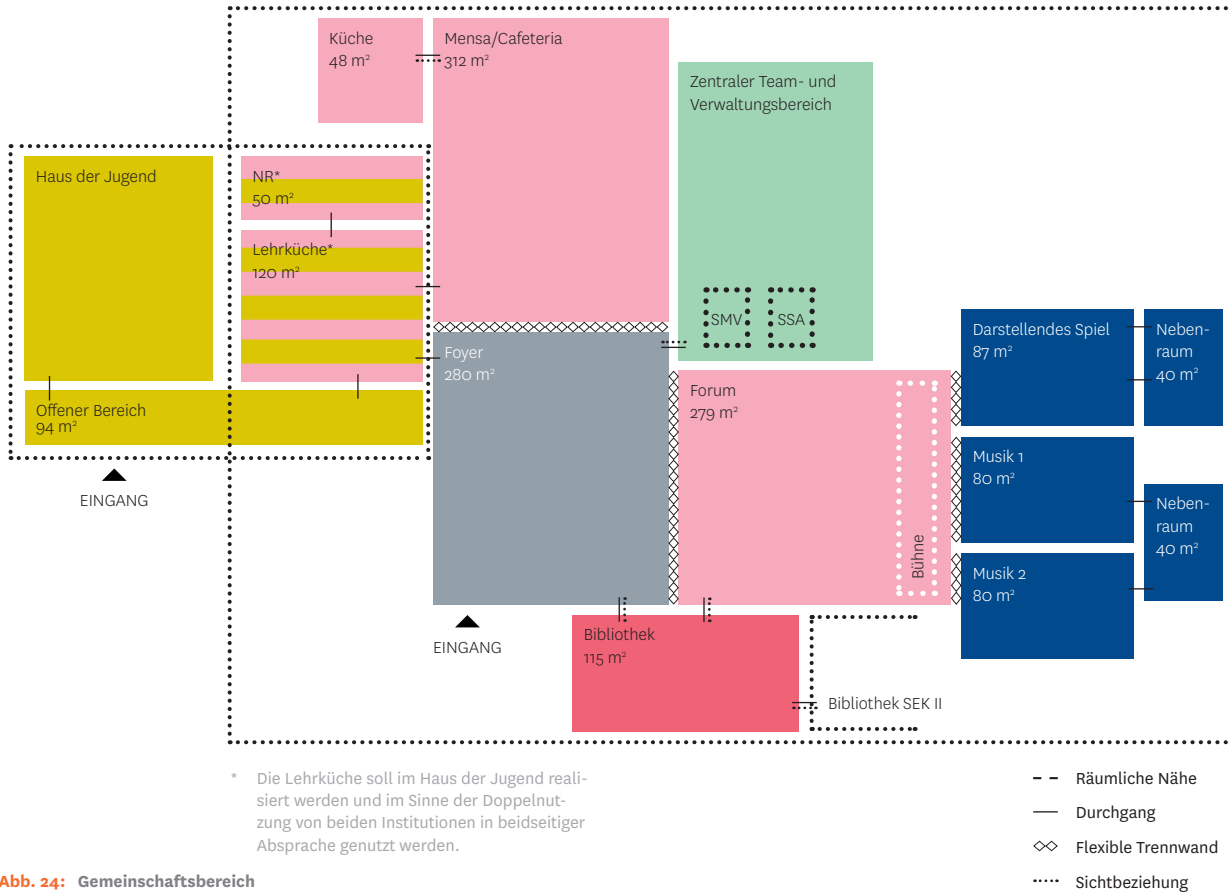 Küche
48 m²
Mensa/Cafeteria
312 m²
Zentraler Team- und
Verwaltungsbereich
Haus der Jugend
NR*
50 m²
Lehrküche*
120 m²
SMV
SSA
Darstellendes Spiel
87 m²
Neben-
raum
40 m²
Foyer
280 m²
Forum
279 m²
Offener Bereich
94 m²
Musik 1
80 m²
EINGANG
Neben-
raum
40 m²
Bühne
Musik 2
80 m²
EINGANG
Bibliothek
115 m²
Bibliothek SEK II
* Die Lehrküche soll im Haus der Jugend reali-
siert werden und im Sinne der Doppelnut-
zung von beiden Institutionen in beidseitiger
Absprache genutzt werden.
Räumliche Nähe
Durchgang
Flexible Trennwand
Sichtbeziehung
Abb. 24: Gemeinschaftsbereich